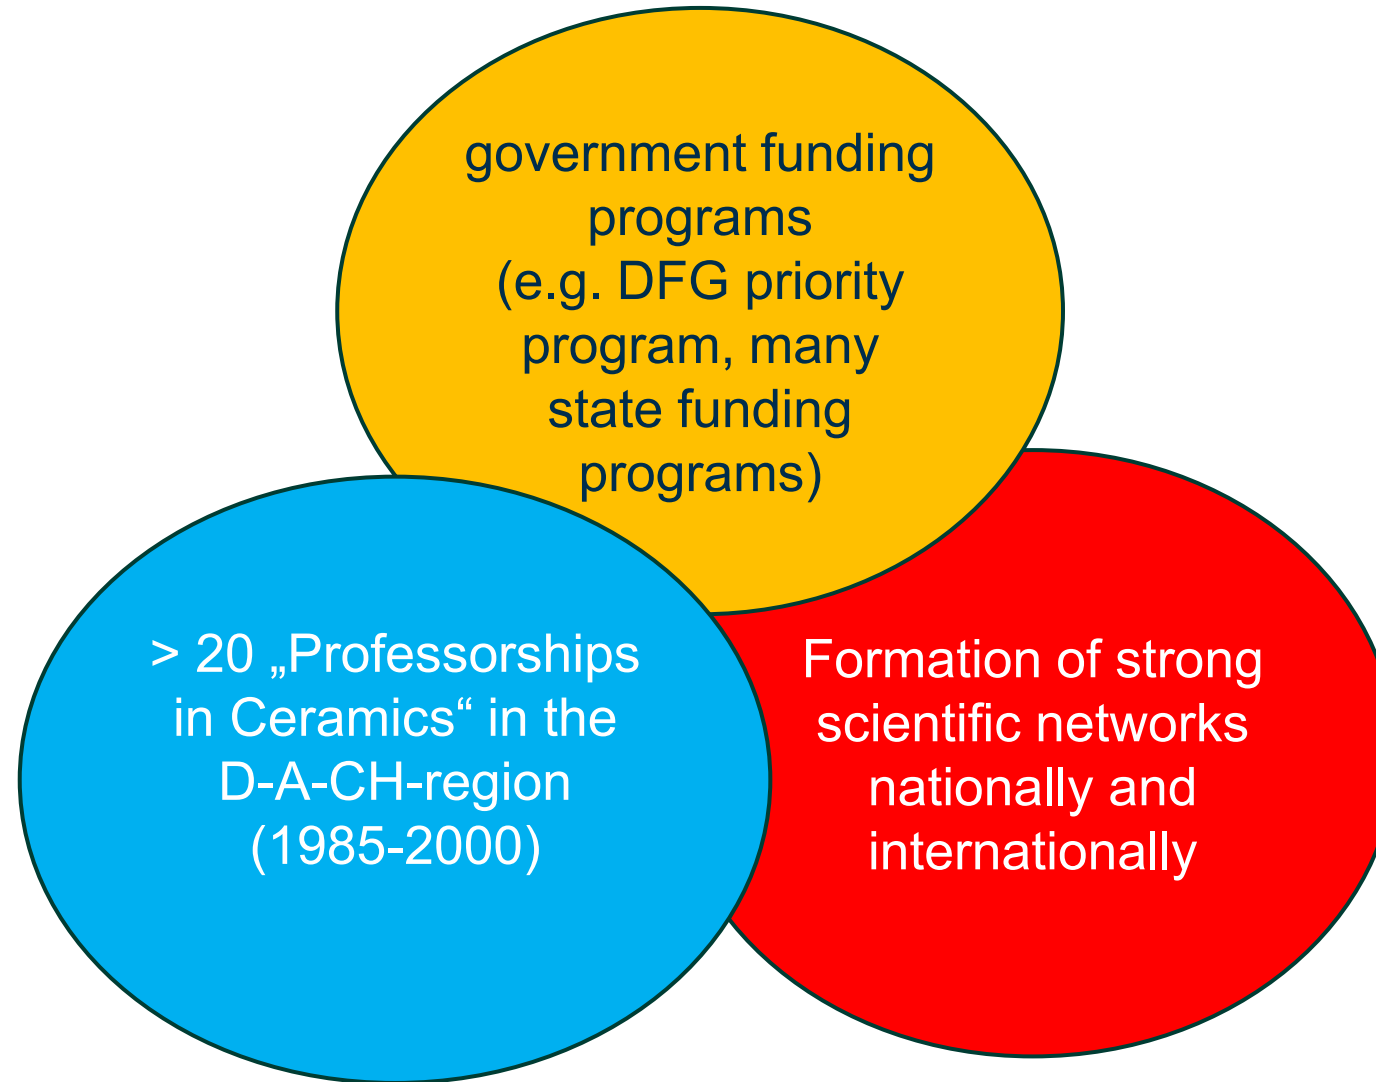 government funding
programs
(e.g. DFG priority
program, many
state funding
programs)
> 20 „Professorships
in Ceramics“ in the
D-A-CH-region
(1985-2000)
Formation of strong
scientific networks
nationally and
internationally